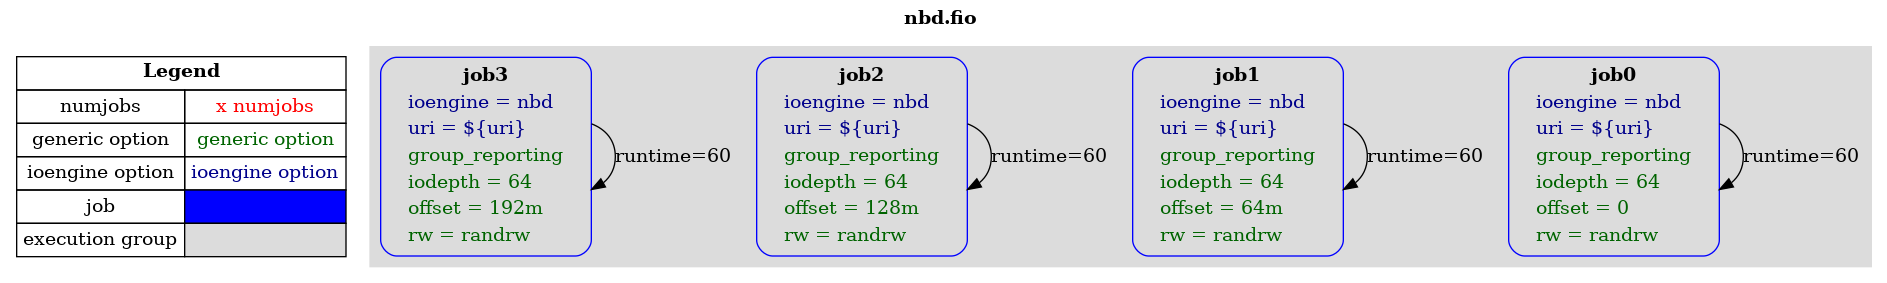 nbd.fio
Legend
numjobs x numjobs
generic option generic option
ioengine option ioengine option
job
execution group
job3
ioengine = nbd
uri = ${uri}
group_reporting
iodepth = 64
offset = 192m
rw = randrw
runtime=60
job2
ioengine = nbd
uri = ${uri}
group_reporting
iodepth = 64
offset = 128m
rw = randrw
runtime=60
job1
ioengine = nbd
uri = ${uri}
group_reporting
iodepth = 64
offset = 64m
rw = randrw
runtime=60
job0
ioengine = nbd
uri = ${uri}
group_reporting
iodepth = 64
offset = 0
rw = randrw
runtime=60